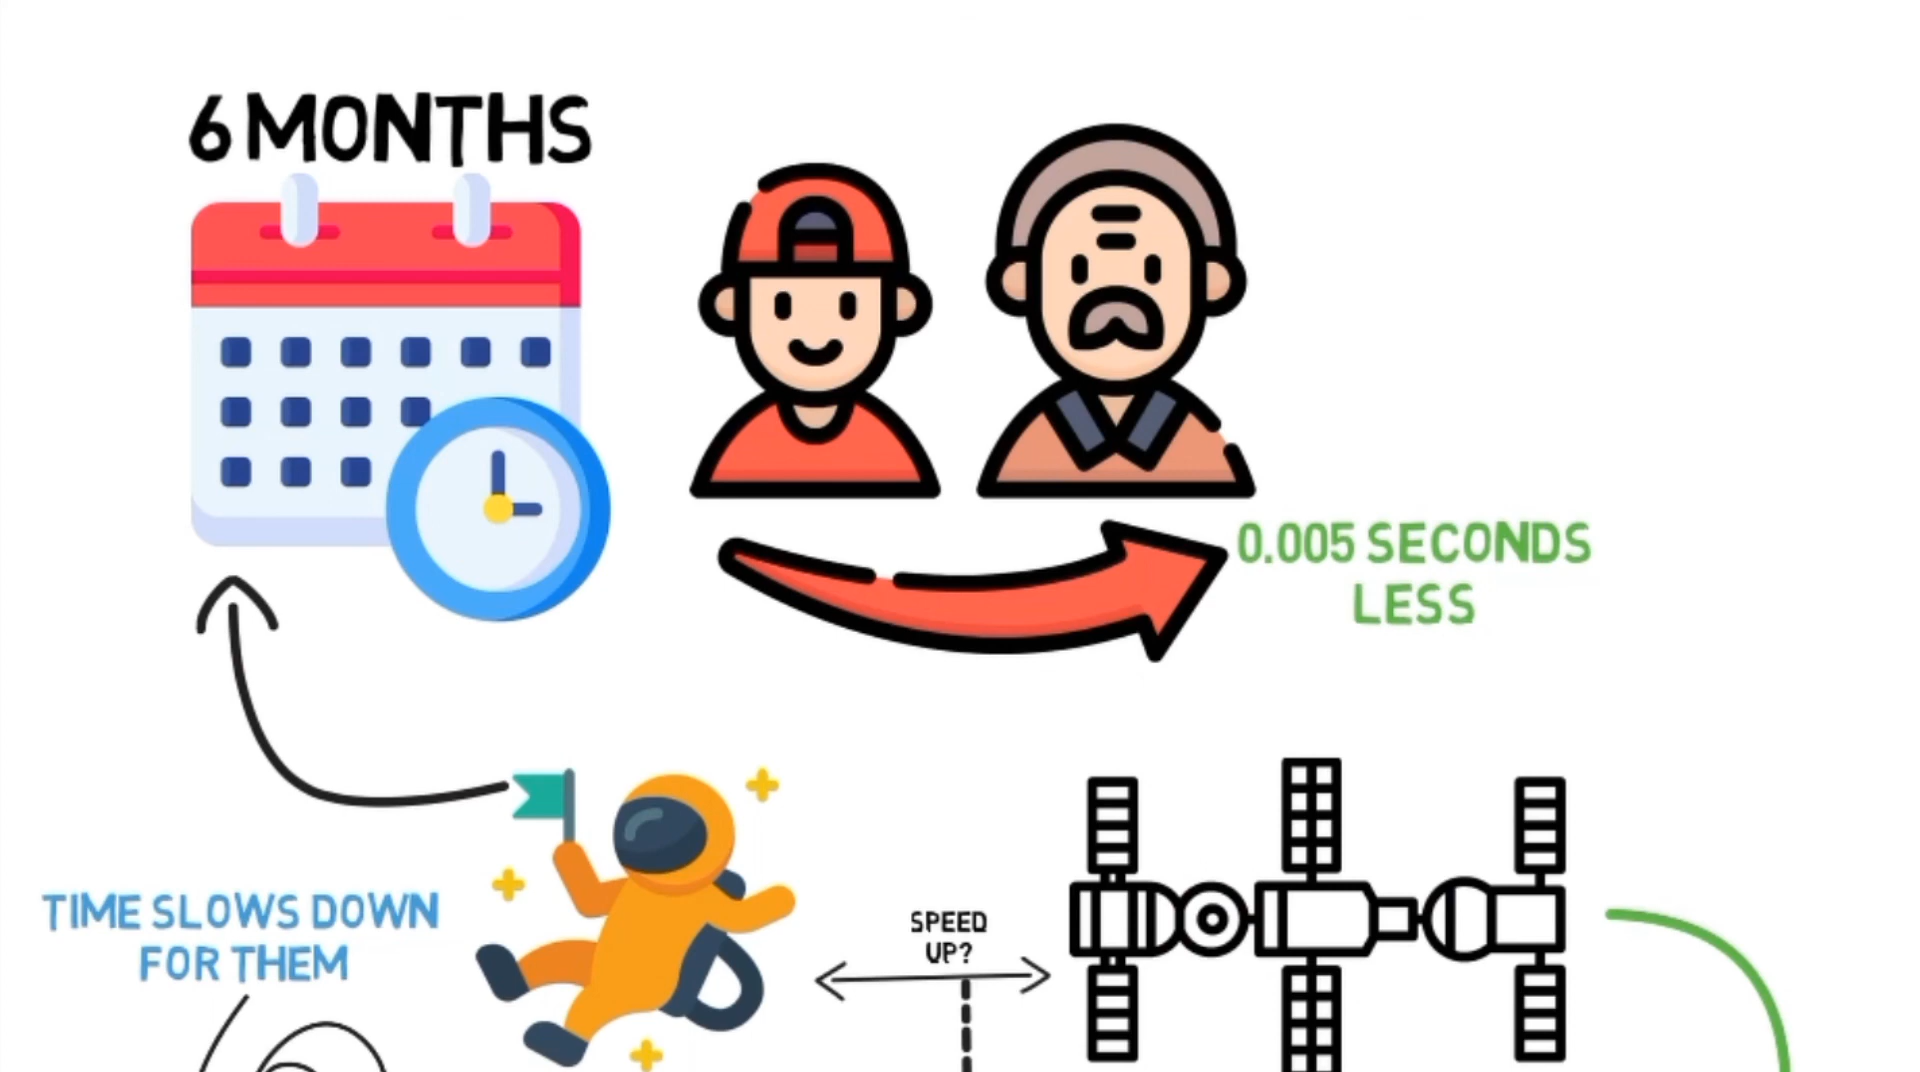 6 MONTHS
0.005 SECONDS
LESS
TIME SLOWS DOWN
FOR THEM
SPEED
UP?